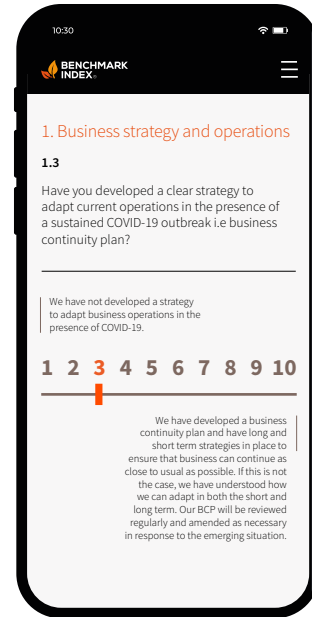 10:30
BENCHMARK
INDEX®
1. Business strategy and operations
1.3
Have you developed a clear strategy to
adapt current operations in the presence of
a sustained COVID-19 outbreak i.e business
continuity plan?
We have not developed a strategy
to adapt business operations in the
presence of COVID-19.
1 2 3 4 5 6 7 8 9 10
We have developed a business
continuity plan and have long and
short term strategies in place to
ensure that business can continue as
close to usual as possible. If this is not
the case, we have understood how
we can adapt in both the short and
long term. Our BCP will be reviewed
regularly and amended as necessary
in response to the emerging situation.